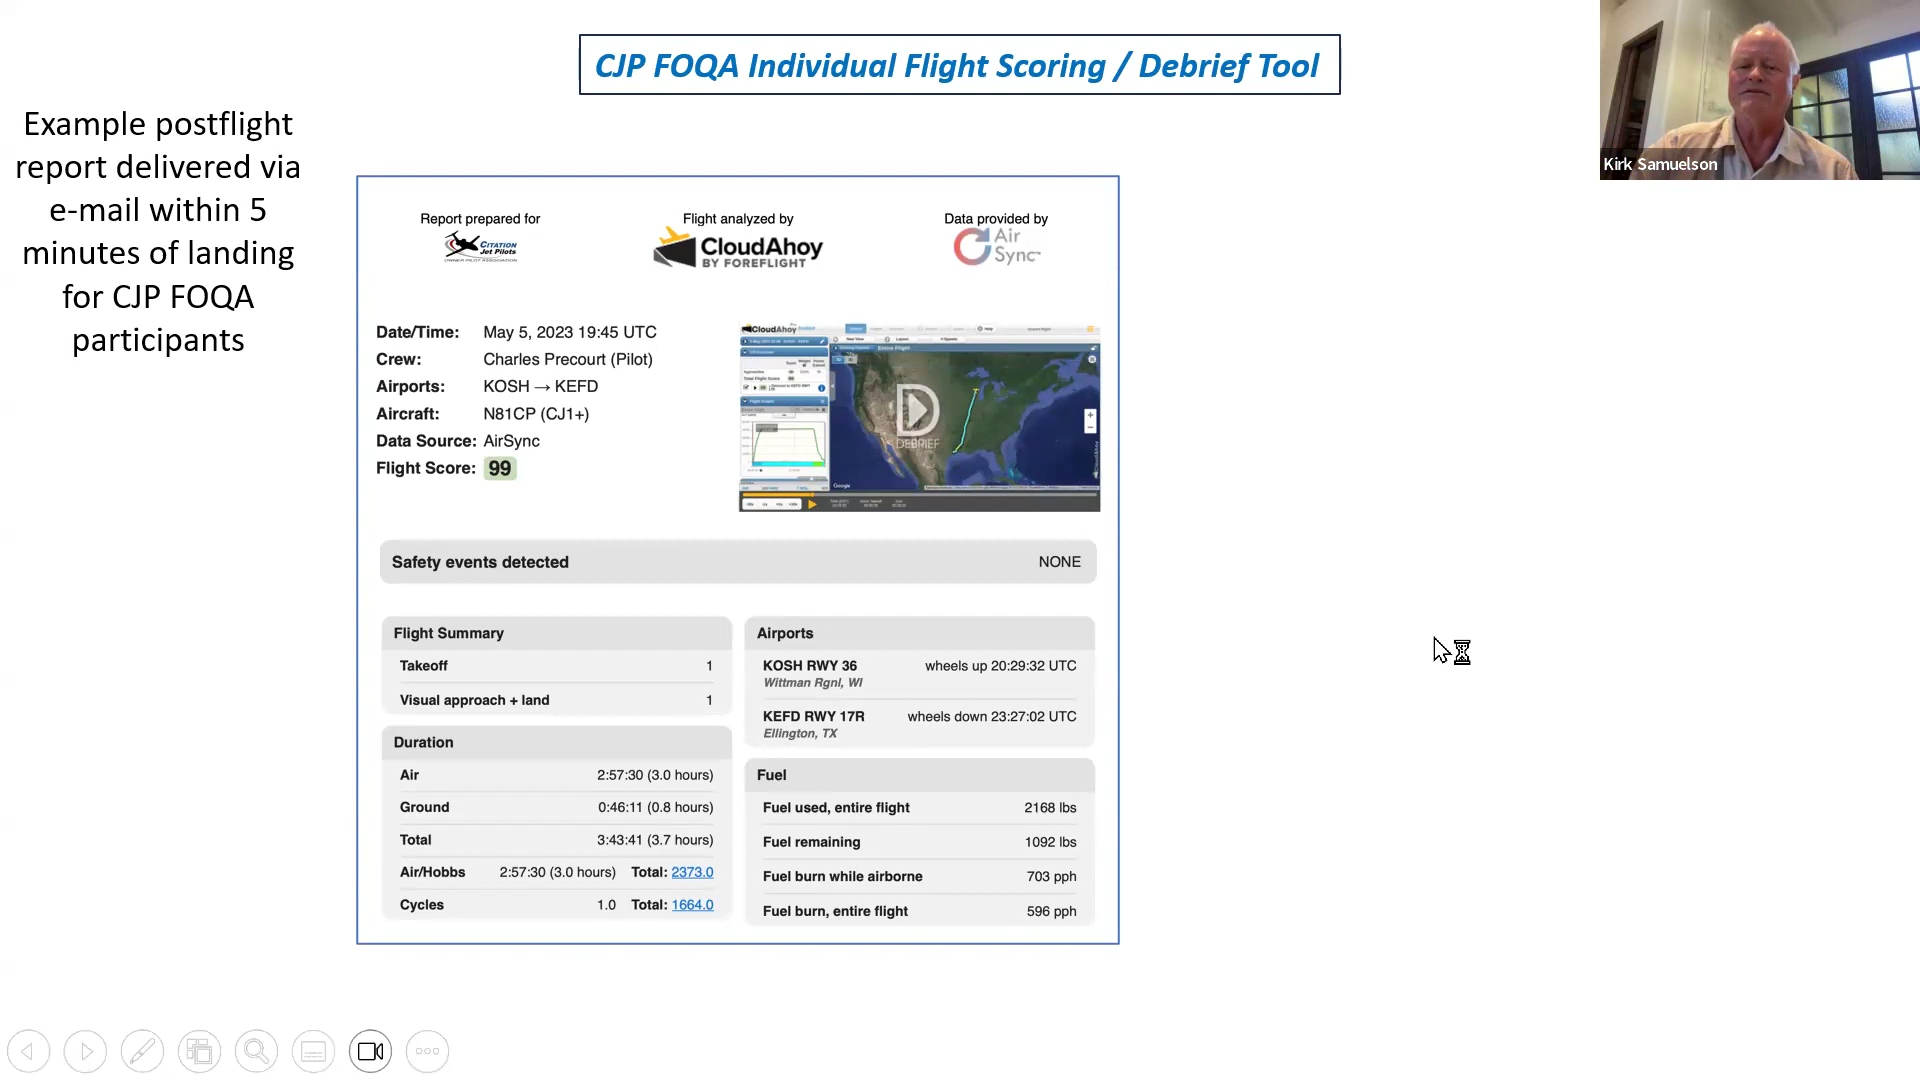 CJP FOQA Individual Flight Scoring / Debrief Tool
Kirk Samuelson
Example postflight
report delivered via
e-mail within 5
minutes of landing
for CJP FOQA
participants
Report prepared for
CITATION
Jet Pilots
OWNER PILOT ASSOCIATION
Flight analyzed by
CloudAhoy
BY FOREFLIGHT
Data provided by
Air
Sync
Date/Time: May 5, 2023 19:45 UTC
Crew: Charles Precourt (Pilot)
Airports: KOSH → KEFD
Aircraft: N81CP (CJ1+)
Data Source: AirSync
Flight Score: 99
CloudAhoy
DEBRIEF
Google
Safety events detected NONE
Flight Summary
Takeoff 1
Visual approach + land 1
Duration
Air 2:57:30 (3.0 hours)
Ground 0:46:11 (0.8 hours)
Total 3:43:41 (3.7 hours)
Air/Hobbs 2:57:30 (3.0 hours) Total: 2373.0
Cycles 1.0 Total: 1664.0
Airports
KOSH RWY 36 wheels up 20:29:32 UTC
Wittman Rgnl, WI
KEFD RWY 17R wheels down 23:27:02 UTC
Ellington, TX
Fuel
Fuel used, entire flight 2168 lbs
Fuel remaining 1092 lbs
Fuel burn while airborne 703 pph
Fuel burn, entire flight 596 pph